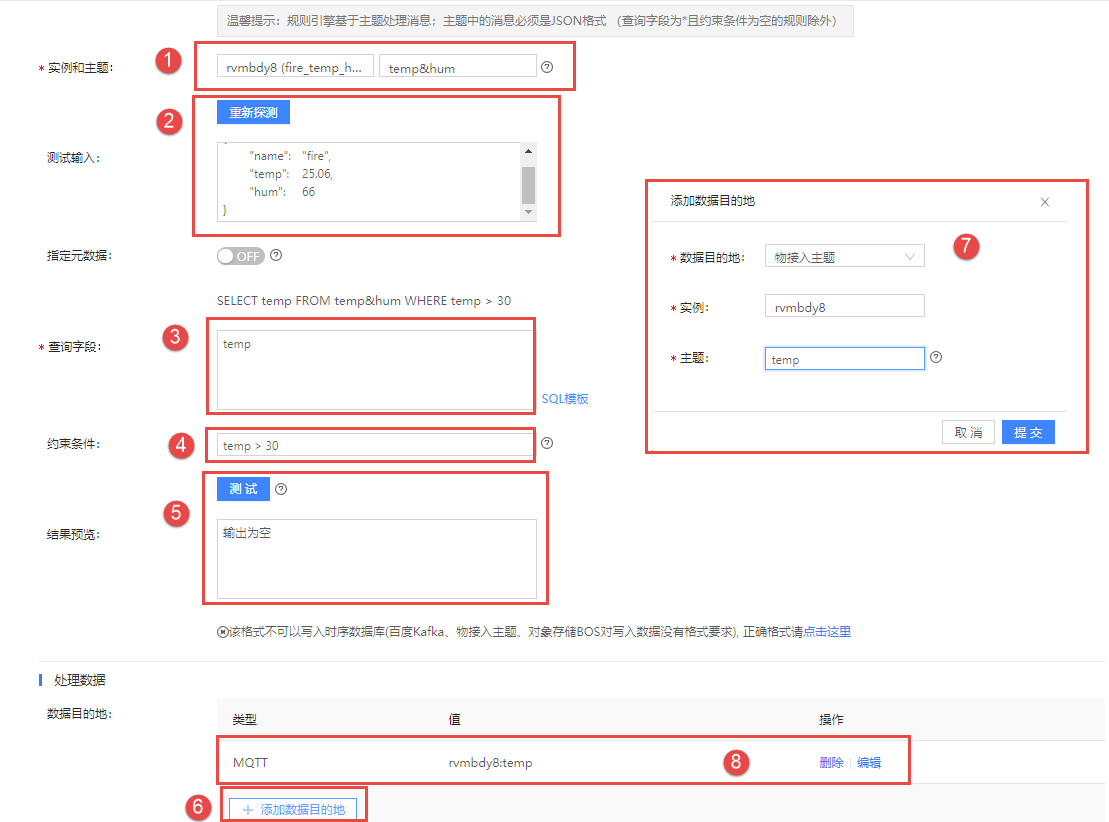 温馨提示：规则引擎基于主题处理消息；主题中的消息必须是JSON格式 （查询字段为*且约束条件为空的规则除外）
* 实例和主题： 1 rvmbdy8 (fire_temp_h... temp&hum ?
2 重新探测
测试输入：
"name": "fire",
"temp": 25.06,
"hum": 66
}
指定元数据： OFF ?
SELECT temp FROM temp&hum WHERE temp > 30
* 查询字段： 3 temp
SQL模板
约束条件： 4 temp > 30 ?
5 测 试 ?
结果预览： 输出为空
该格式不可以写入时序数据库(百度Kafka、物接入主题、对象存储BOS对写入数据没有格式要求), 正确格式请点击这里
处理数据
数据目的地：
类型 值 操作
MQTT rvmbdy8:temp 8 删除 | 编辑
6 + 添加数据目的地
添加数据目的地 ×
7
* 数据目的地： 物接入主题
* 实例： rvmbdy8
* 主题： temp ?
取 消 提 交